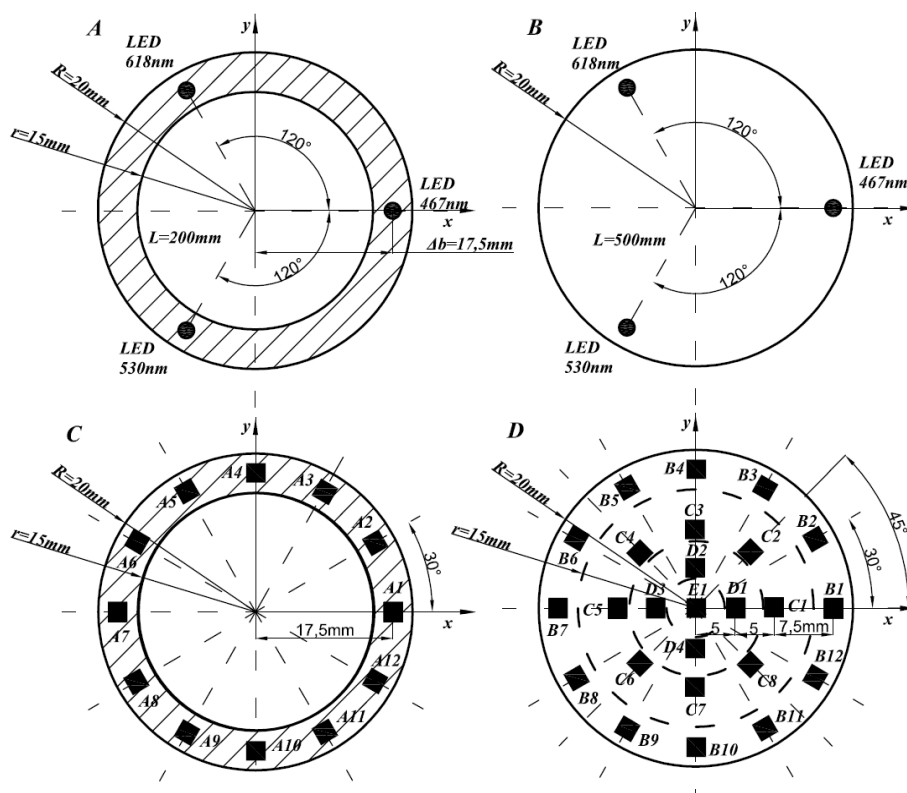 A
y
LED
618nm
R=20mm
r=15mm
120°
LED
467nm
x
L=200mm
Δb=17,5mm
120°
LED
530nm
B
y
LED
618nm
R=20mm
120°
LED
467nm
x
L=500mm
120°
LED
530nm
C
y
R=20mm
r=15mm
A4
A5
A3
A2
A6
30°
A1
17,5mm
x
A7
A12
A8
A9
A10
A11
D
y
R=20mm
r=15mm
B4
B3
B5
C3
C2
B2
45°
30°
C4
D2
B6
D3
E1
D1
C1
B1
C5
B7
5
5
7,5mm
x
D4
B12
C6
C8
B8
C7
B9
B10
B11